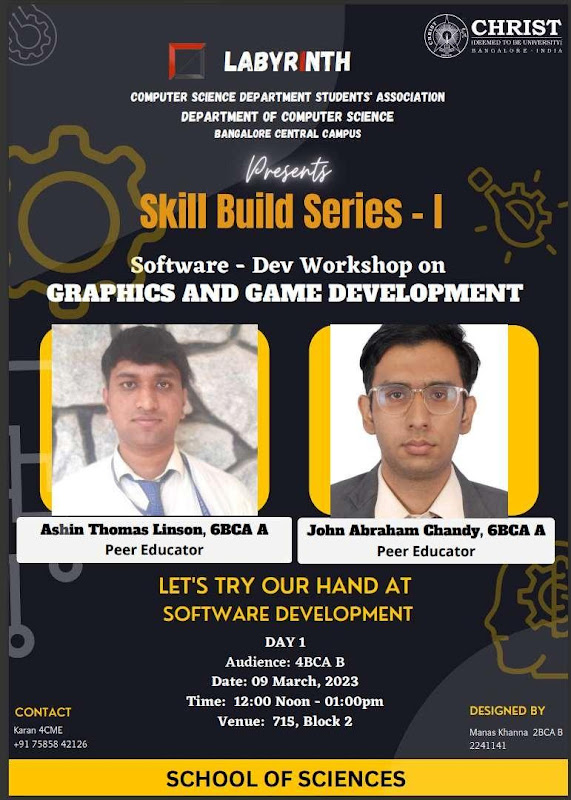 CHRIST
(DEEMED TO BE UNIVERSITY)
BANGALORE · INDIA
LABYRINTH
COMPUTER SCIENCE DEPARTMENT STUDENTS' ASSOCIATION
DEPARTMENT OF COMPUTER SCIENCE
BANGALORE CENTRAL CAMPUS
Presents
Skill Build Series - I
Software - Dev Workshop on
GRAPHICS AND GAME DEVELOPMENT
Ashin Thomas Linson, 6BCA A
Peer Educator
John Abraham Chandy, 6BCA A
Peer Educator
LET'S TRY OUR HAND AT
SOFTWARE DEVELOPMENT
DAY 1
Audience: 4BCA B
Date: 09 March, 2023
Time: 12:00 Noon - 01:00pm
Venue: 715, Block 2
CONTACT
Karan 4CME
+91 75858 42126
DESIGNED BY
Manas Khanna 2BCA B
2241141
SCHOOL OF SCIENCES